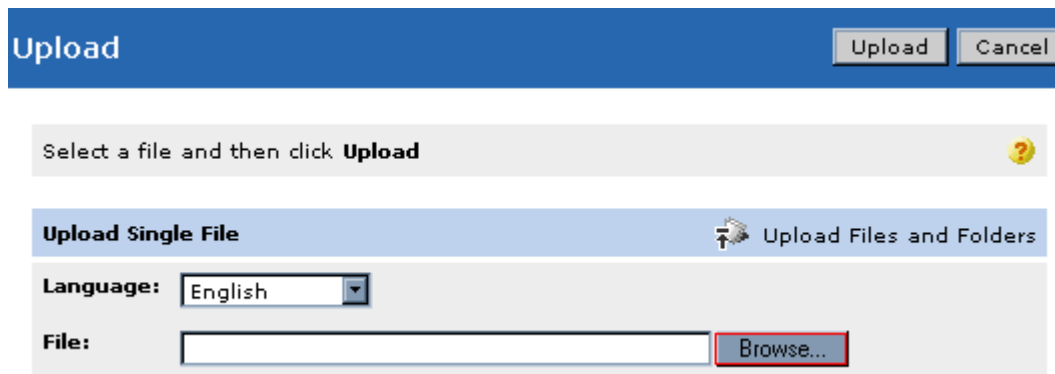 Upload Upload Cancel
Select a file and then click Upload
Upload Single File Upload Files and Folders
Language: English
File: Browse...